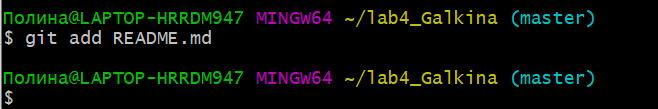 Полина@LAPTOP-HRRDM947 MINGW64 ~/lab4_Galkina (master)
$ git add README.md
Полина@LAPTOP-HRRDM947 MINGW64 ~/lab4_Galkina (master)
$